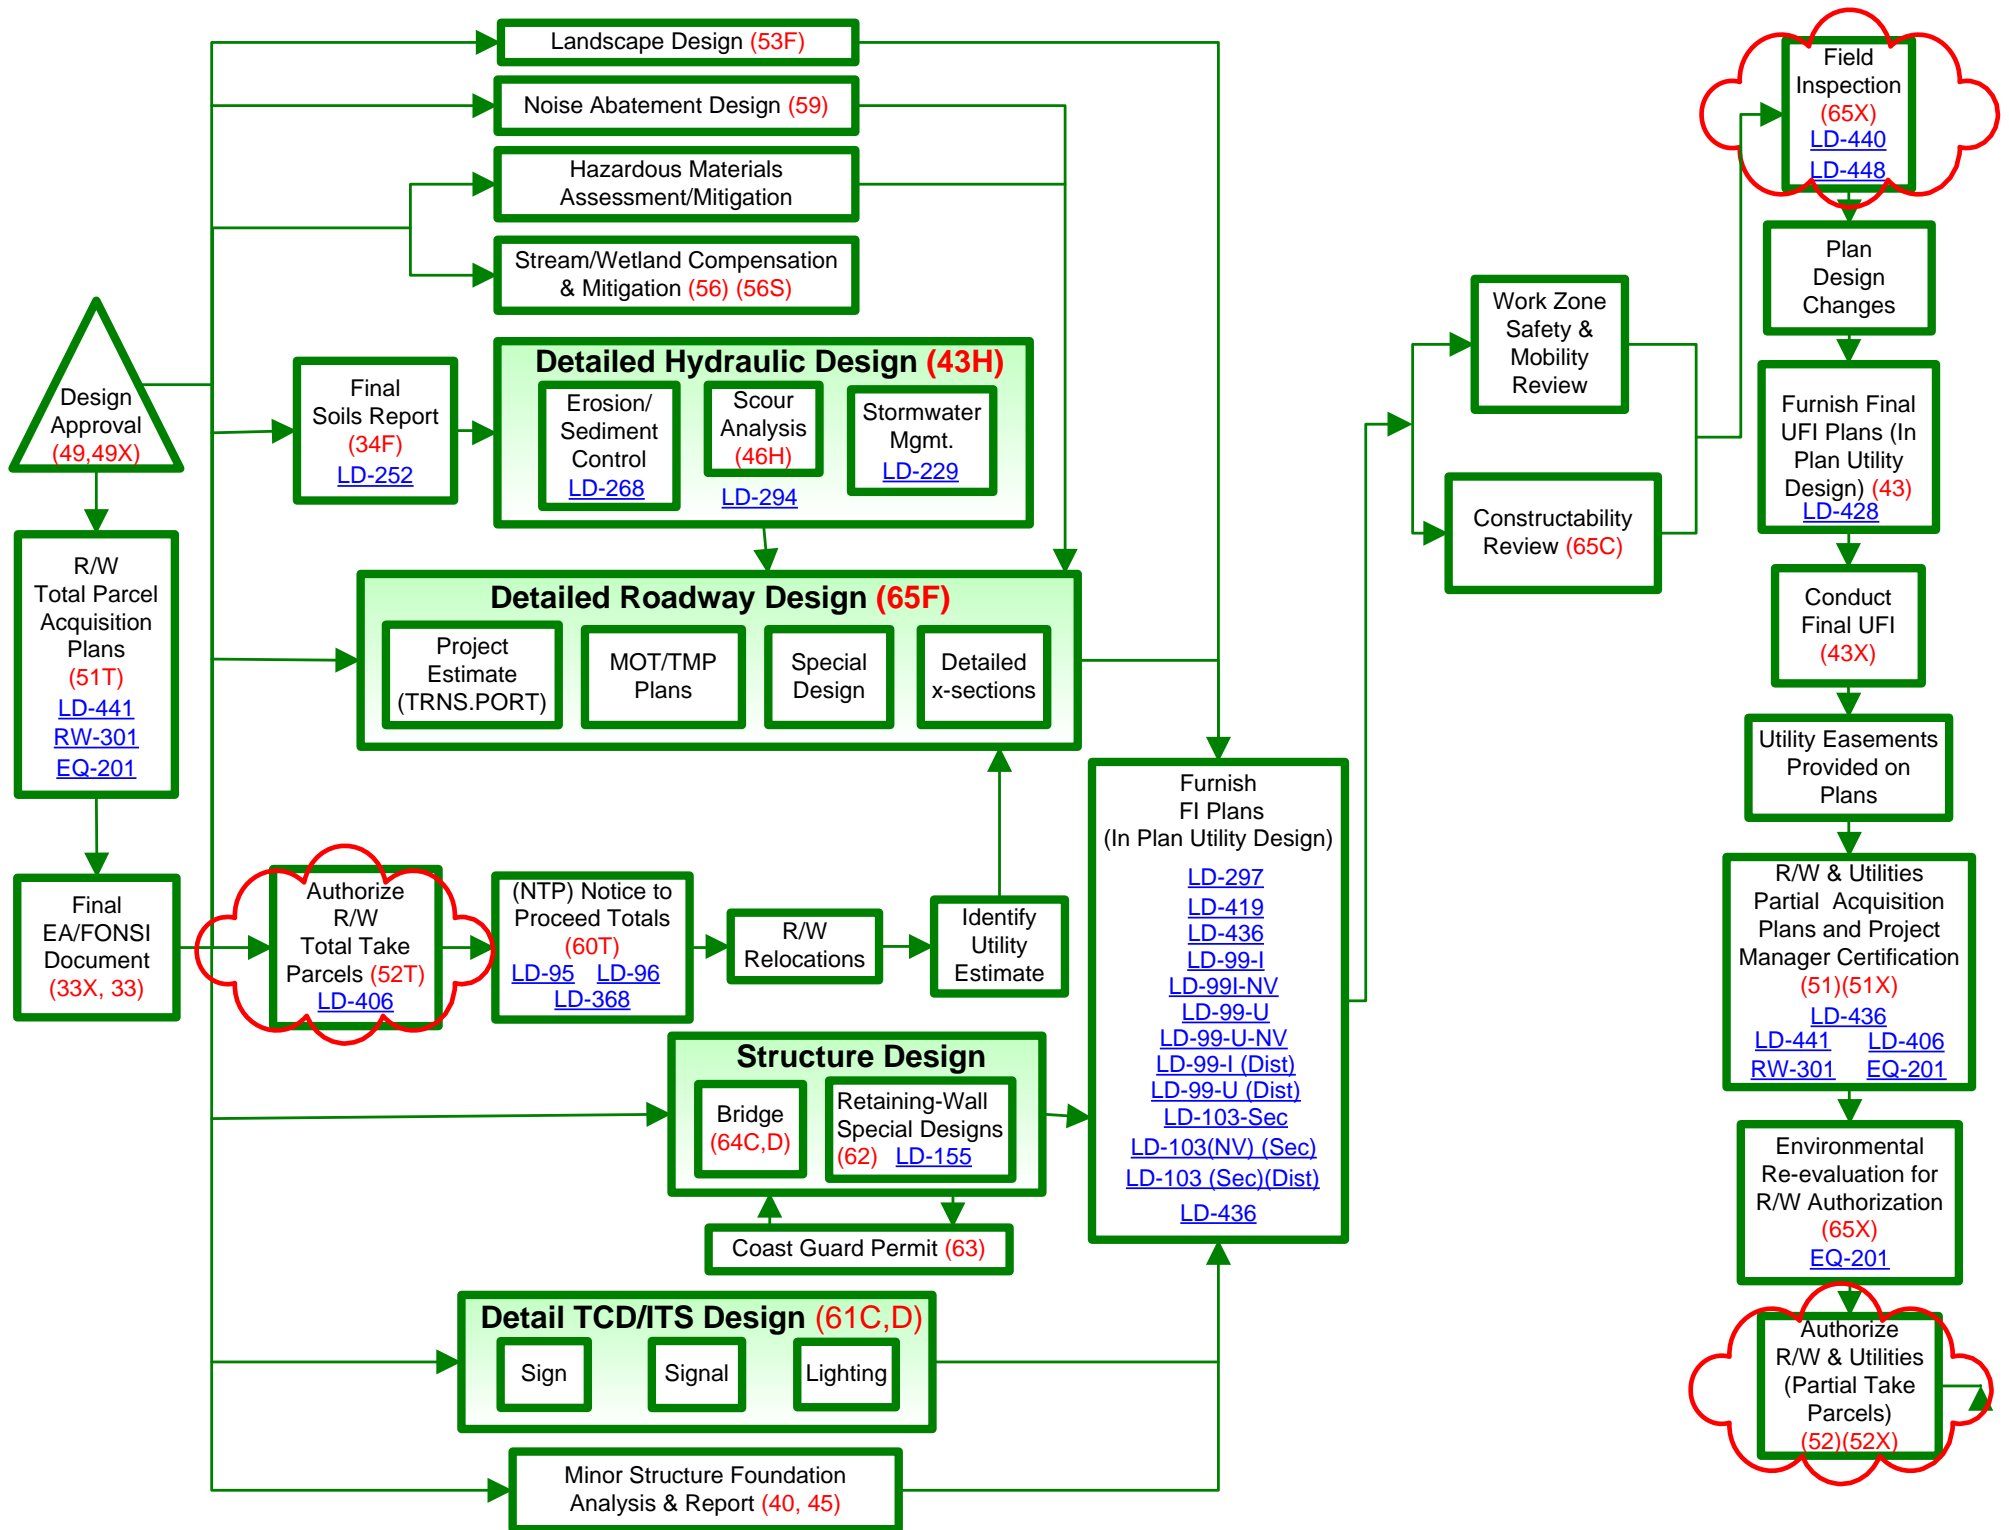 Landscape Design (53F)
Noise Abatement Design (59)
Hazardous Materials
Assessment/Mitigation
Stream/Wetland Compensation
& Mitigation (56) (56S)
Design
Approval
(49,49X)
Final
Soils Report
(34F)
LD-252
Detailed Hydraulic Design (43H)
Erosion/
Sediment
Control
LD-268
Scour
Analysis
(46H)
LD-294
Stormwater
Mgmt.
LD-229
R/W
Total Parcel
Acquisition
Plans
(51T)
LD-441
RW-301
EQ-201
Detailed Roadway Design (65F)
Project
Estimate
(TRNS.PORT)
MOT/TMP
Plans
Special
Design
Detailed
x-sections
Final
EA/FONSI
Document
(33X, 33)
Authorize
R/W
Total Take
Parcels (52T)
LD-406
(NTP) Notice to
Proceed Totals
(60T)
LD-95 LD-96
LD-368
R/W
Relocations
Identify
Utility
Estimate
Structure Design
Bridge
(64C,D)
Retaining-Wall
Special Designs
(62) LD-155
Coast Guard Permit (63)
Detail TCD/ITS Design (61C,D)
Sign
Signal
Lighting
Minor Structure Foundation
Analysis & Report (40, 45)
Furnish
FI Plans
(In Plan Utility Design)
LD-297
LD-419
LD-436
LD-99-I
LD-99I-NV
LD-99-U
LD-99-U-NV
LD-99-I (Dist)
LD-99-U (Dist)
LD-103-Sec
LD-103(NV) (Sec)
LD-103 (Sec)(Dist)
LD-436
Work Zone
Safety &
Mobility
Review
Constructability
Review (65C)
Field
Inspection
(65X)
LD-440
LD-448
Plan
Design
Changes
Furnish Final
UFI Plans (In
Plan Utility
Design) (43)
LD-428
Conduct
Final UFI
(43X)
Utility Easements
Provided on
Plans
R/W & Utilities
Partial Acquisition
Plans and Project
Manager Certification
(51)(51X)
LD-436
LD-441 LD-406
RW-301 EQ-201
Environmental
Re-evaluation for
R/W Authorization
(65X)
EQ-201
Authorize
R/W & Utilities
(Partial Take
Parcels)
(52)(52X)